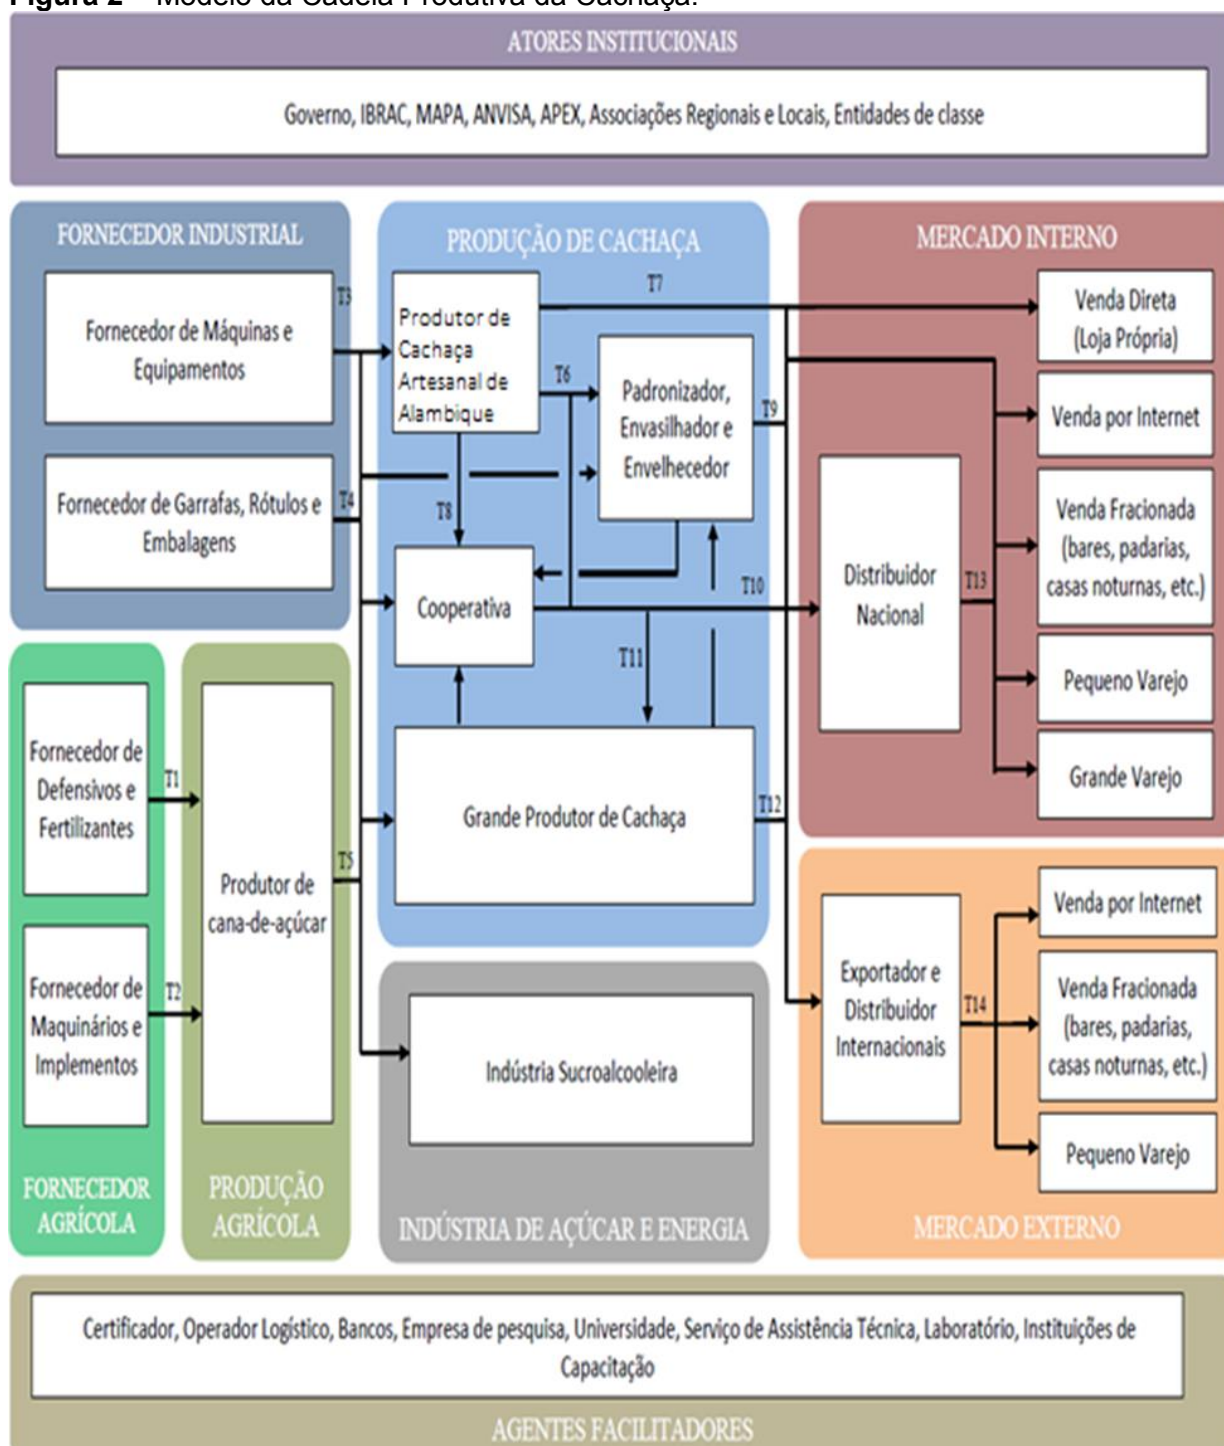 Figura 2 – Modelo da Cadeia Produtiva da Cachaça.
ATORES INSTITUCIONAIS
Governo, IBRAC, MAPA, ANVISA, APEX, Associações Regionais e Locais, Entidades de classe
FORNECEDOR INDUSTRIAL
Fornecedor de Máquinas e
Equipamentos
T3
Fornecedor de Garrafas, Rótulos e
Embalagens
T4
PRODUÇÃO DE CACHAÇA
Produtor de
Cachaça
Artesanal de
Alambique
T7
T6
Padronizador,
Envasilhador e
Envelhecedor
T9
T8
Cooperativa
T10
T11
Grande Produtor de Cachaça
T12
MERCADO INTERNO
Distribuidor
Nacional
T13
Venda Direta
(Loja Própria)
Venda por Internet
Venda Fracionada
(bares, padarias,
casas noturnas, etc.)
Pequeno Varejo
Grande Varejo
Fornecedor de
Defensivos e
Fertilizantes
T1
Fornecedor de
Maquinários e
Implementos
T2
FORNECEDOR
AGRÍCOLA
Produtor de
cana-de-açúcar
T5
PRODUÇÃO
AGRÍCOLA
Indústria Sucroalcooleira
INDÚSTRIA DE AÇÚCAR E ENERGIA
Exportador e
Distribuidor
Internacionais
T14
Venda por Internet
Venda Fracionada
(bares, padarias,
casas noturnas, etc.)
Pequeno Varejo
MERCADO EXTERNO
Certificador, Operador Logístico, Bancos, Empresa de pesquisa, Universidade, Serviço de Assistência Técnica, Laboratório, Instituições de
Capacitação
AGENTES FACILITADORES